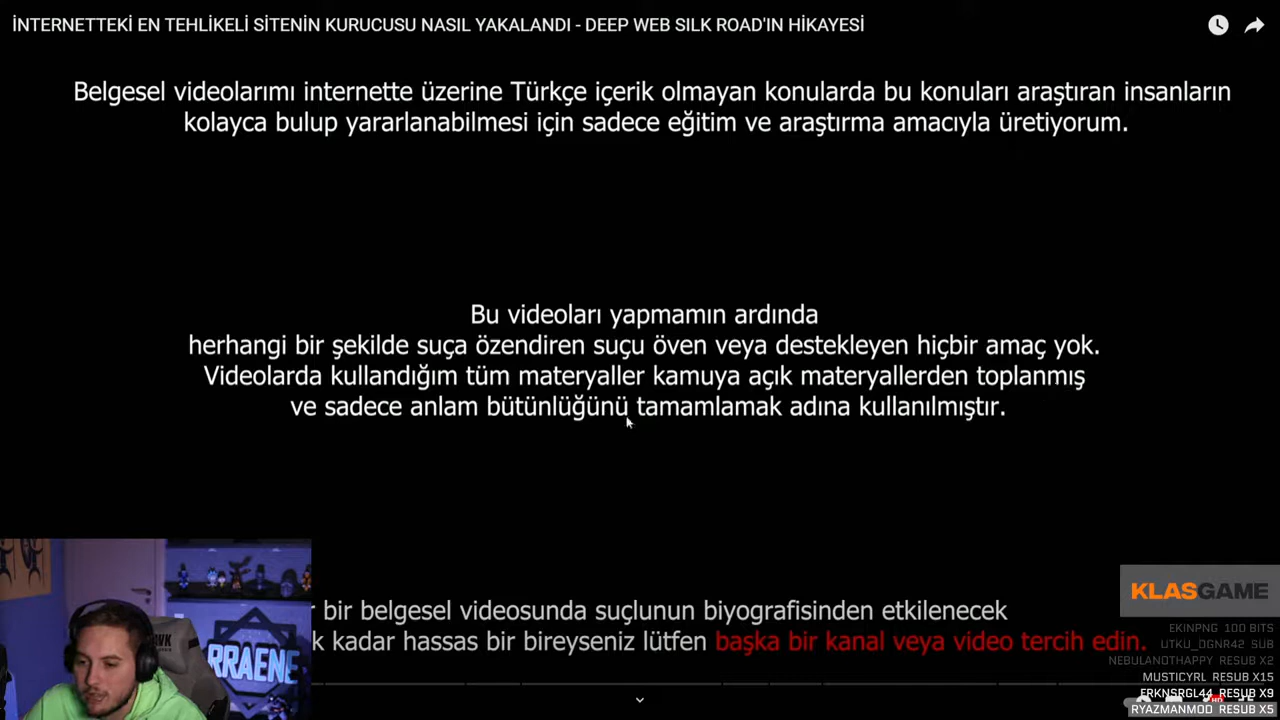 İNTERNETTEKİ EN TEHLİKELİ SİTENİN KURUCUSU NASIL YAKALANDI - DEEP WEB SILK ROAD'IN HİKAYESİ
Belgesel videolarımı internette üzerine Türkçe içerik olmayan konularda bu konuları araştıran insanların
kolayca bulup yararlanabilmesi için sadece eğitim ve araştırma amacıyla üretiyorum.
Bu videoları yapmamın ardında
herhangi bir şekilde suça özendiren suçu öven veya destekleyen hiçbir amaç yok.
Videolarda kullandığım tüm materyaller kamuya açık materyallerden toplanmış
ve sadece anlam bütünlüğünü tamamlamak adına kullanılmıştır.
bir belgesel videosunda suçlunun biyografisinden etkilenecek
kadar hassas bir bireyseniz lütfen başka bir kanal veya video tercih edin.
RRAENE
KLASGAME
EKINPNG 100 BITS
UTKU_DGNR42 SUB
NEBULANOTHAPPY RESUB X2
MUSTICYRL RESUB X15
ERKNSRGL44 RESUB X9
RYAZMANMOD RESUB X5